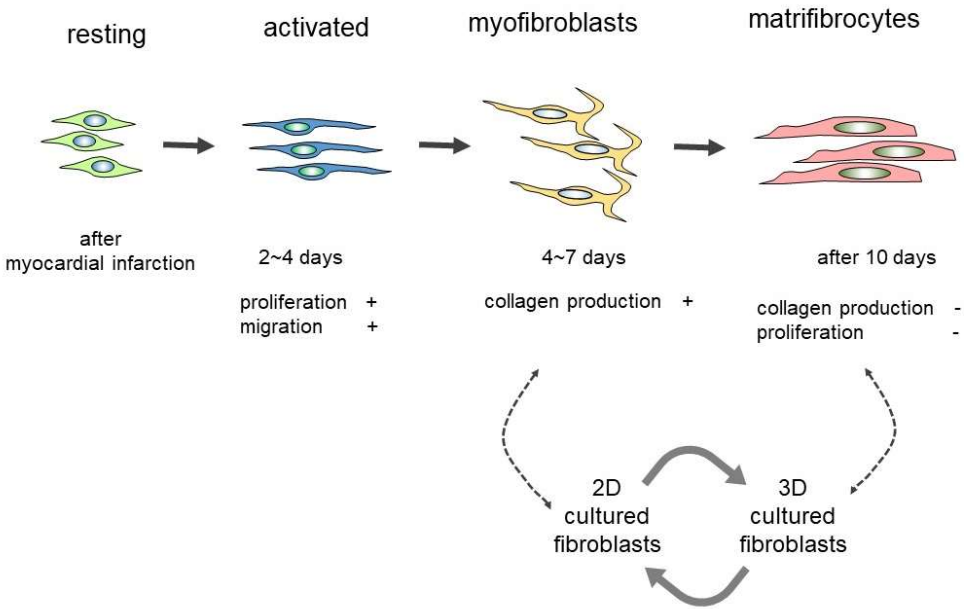 resting
activated
myofibroblasts
matrifibrocytes
after
myocardial infarction
2~4 days
4~7 days
after 10 days
proliferation +
migration +
collagen production +
collagen production -
proliferation -
2D
cultured
fibroblasts
3D
cultured
fibroblasts